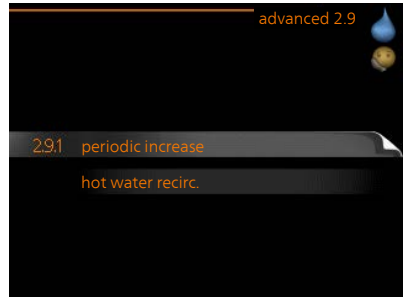 advanced 2.9
2.9.1 periodic increase
hot water recirc.